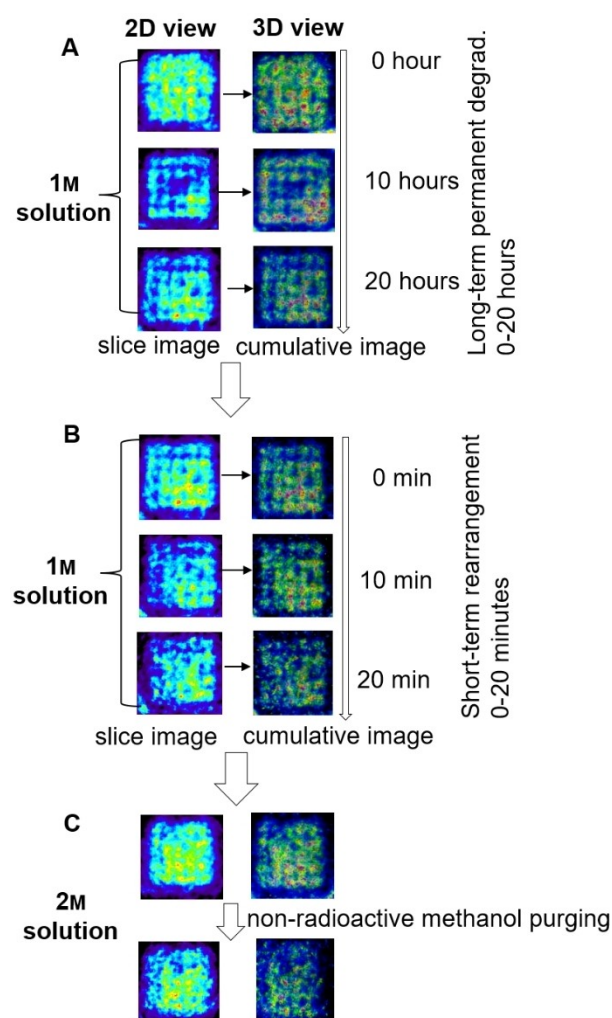 2D view 3D view
A
0 hour
1M
solution
10 hours
20 hours
Long-term permanent degrad.
0-20 hours
slice image cumulative image
B
0 min
1M
solution
10 min
20 min
Short-term rearrangement
0-20 minutes
slice image cumulative image
C
2M
solution
non-radioactive methanol purging